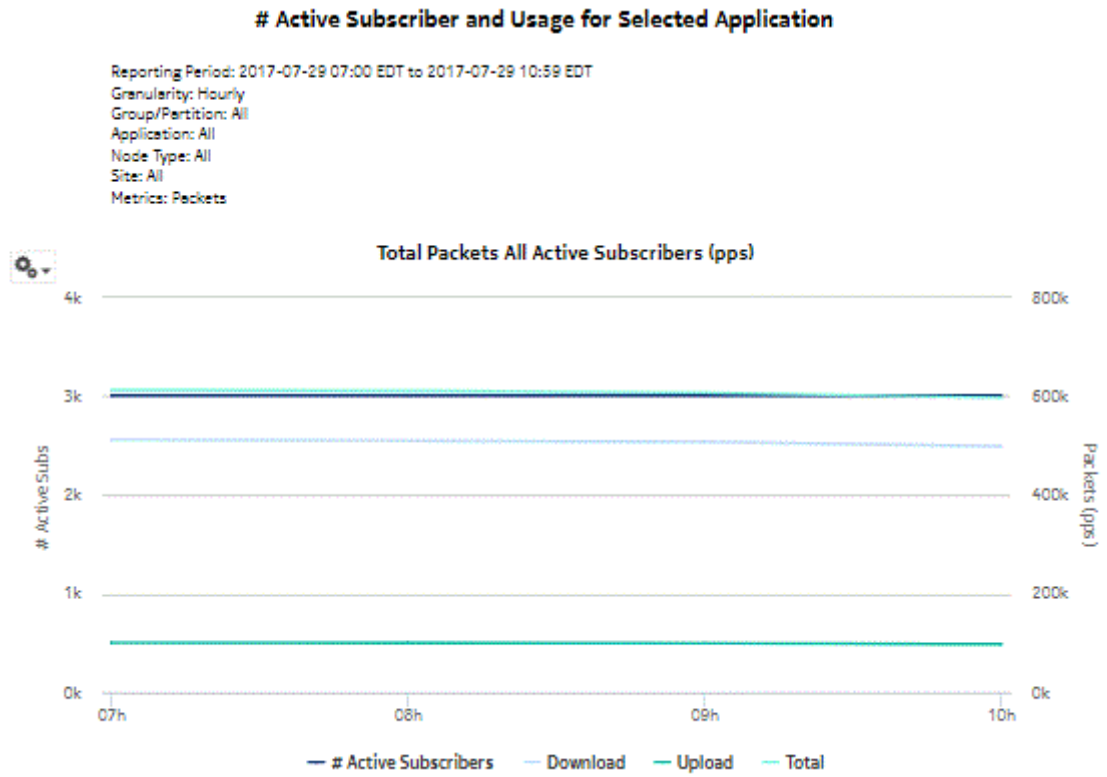 # Active Subscriber and Usage for Selected Application
Reporting Period: 2017-07-29 07:00 EDT to 2017-07-29 10:59 EDT
Granularity: Hourly
Group/Partition: All
Application: All
Node Type: All
Site: All
Metrics: Packets
Total Packets All Active Subscribers (pps)
4k 800k
3k 600k
2k 400k
1k 200k
0k 0k
# Active Subs
Packets (pps)
07h 08h 09h 10h
# Active Subscribers Download Upload Total